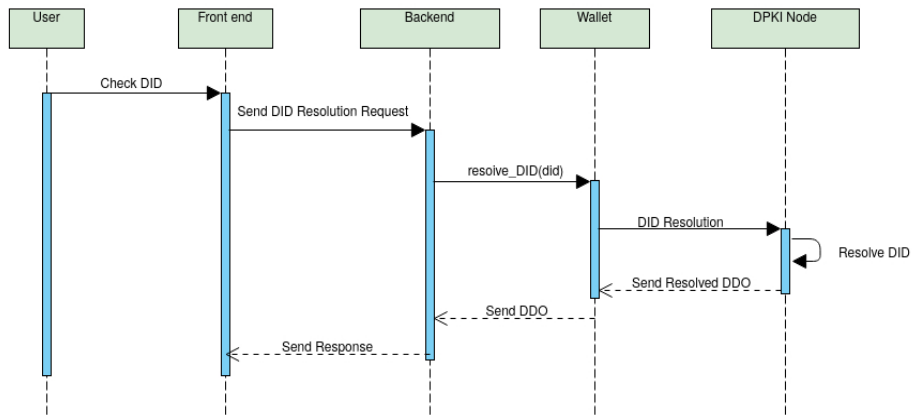 User
Front end
Backend
Wallet
DPKI Node
Check DID
Send DID Resolution Request
resolve_DID(did)
DID Resolution
Resolve DID
Send Resolved DDO
Send DDO
Send Response